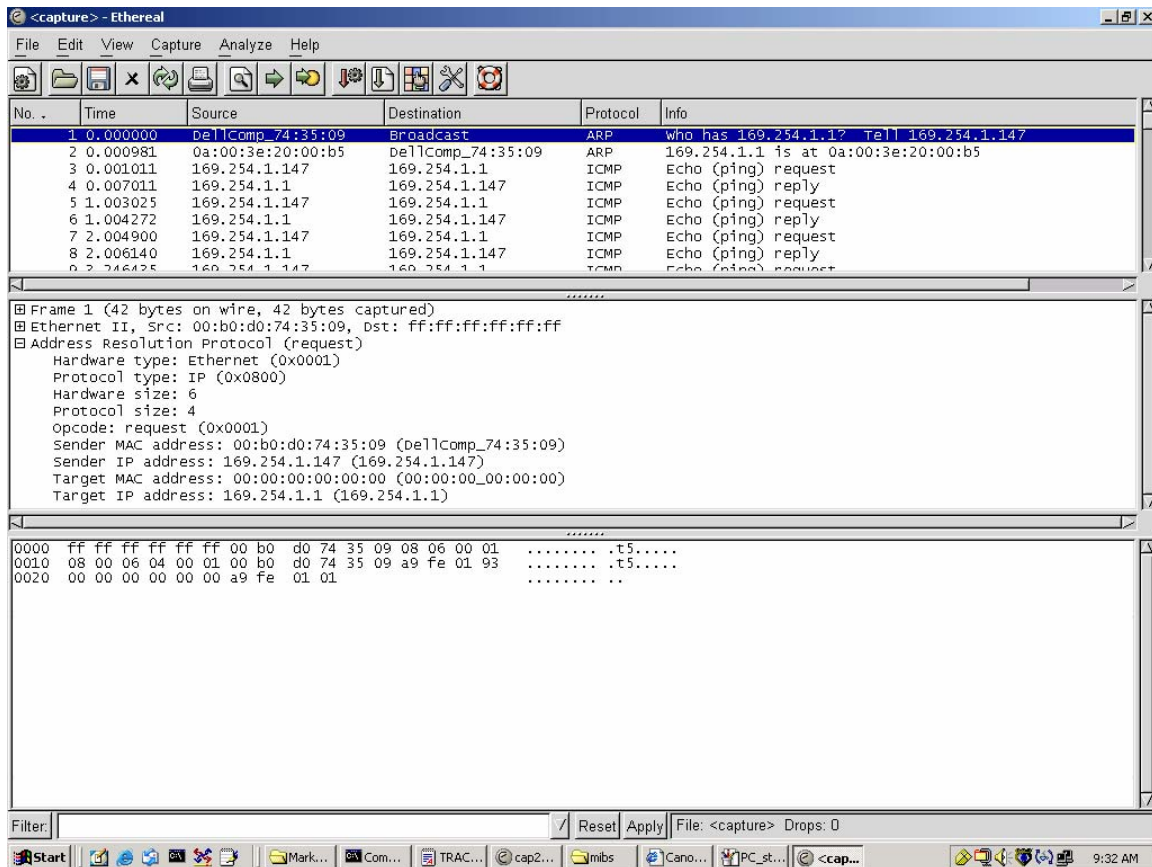 <capture> - Ethereal
File Edit View Capture Analyze Help
No. . Time Source Destination Protocol Info
1 0.000000 DellComp_74:35:09 Broadcast ARP who has 169.254.1.1? Tell 169.254.1.147
2 0.000981 0a:00:3e:20:00:b5 DellComp_74:35:09 ARP 169.254.1.1 is at 0a:00:3e:20:00:b5
3 0.001011 169.254.1.147 169.254.1.1 ICMP Echo (ping) request
4 0.007011 169.254.1.1 169.254.1.147 ICMP Echo (ping) reply
5 1.003025 169.254.1.147 169.254.1.1 ICMP Echo (ping) request
6 1.004272 169.254.1.1 169.254.1.147 ICMP Echo (ping) reply
7 2.004900 169.254.1.147 169.254.1.1 ICMP Echo (ping) request
8 2.006140 169.254.1.1 169.254.1.147 ICMP Echo (ping) reply
9 3.246435 169.254.1.147 169.254.1.1 ICMP Echo (ping) request
Frame 1 (42 bytes on wire, 42 bytes captured)
Ethernet II, Src: 00:b0:d0:74:35:09, Dst: ff:ff:ff:ff:ff:ff
Address Resolution Protocol (request)
Hardware type: Ethernet (0x0001)
Protocol type: IP (0x0800)
Hardware size: 6
Protocol size: 4
Opcode: request (0x0001)
Sender MAC address: 00:b0:d0:74:35:09 (DellComp_74:35:09)
Sender IP address: 169.254.1.147 (169.254.1.147)
Target MAC address: 00:00:00:00:00:00 (00:00:00_00:00:00)
Target IP address: 169.254.1.1 (169.254.1.1)
0000 ff ff ff ff ff ff 00 b0 d0 74 35 09 08 06 00 01 ........ .t5.....
0010 08 00 06 04 00 01 00 b0 d0 74 35 09 a9 fe 01 93 ........ .t5.....
0020 00 00 00 00 00 00 a9 fe 01 01 ........ ..
Filter: Reset Apply File: <capture> Drops: 0
Start Mark... Com... TRAC... cap2... mibs Cano... PC_st... <cap... 9:32 AM